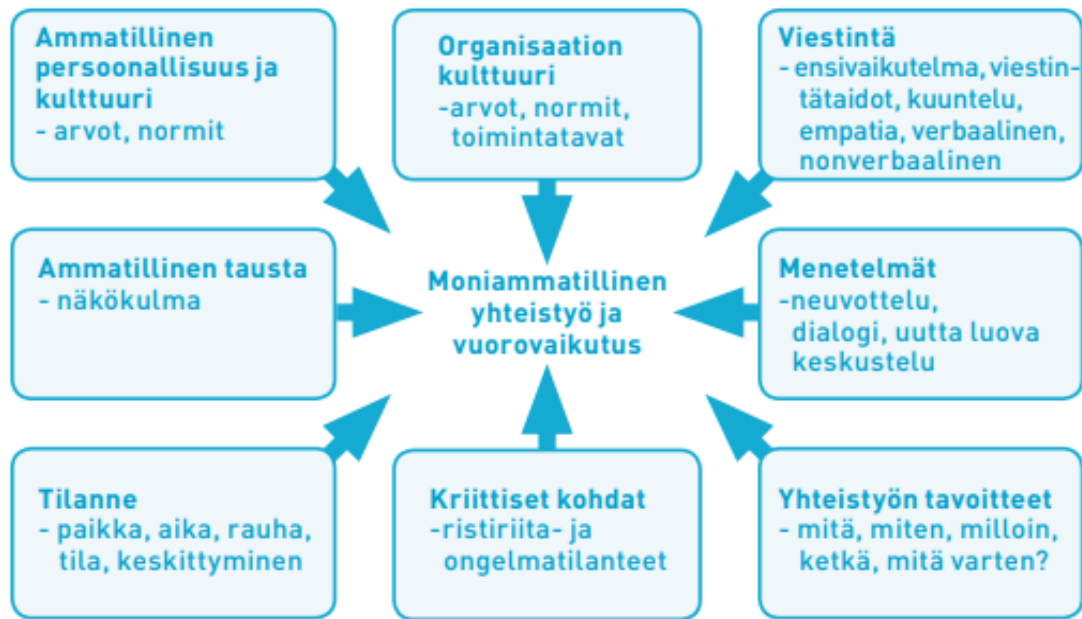 Ammatillinen
persoonallisuus ja
kulttuuri
- arvot, normit
Organisaation
kulttuuri
-arvot, normit,
toimintatavat
Viestintä
- ensivaikutelma, viestin-
tätaidot, kuuntelu,
empatia, verbaalinen,
nonverbaalinen
Ammatillinen tausta
- näkökulma
Moniammatillinen
yhteistyö ja
vuorovaikutus
Menetelmät
-neuvottelu,
dialogi, uutta luova
keskustelu
Tilanne
- paikka, aika, rauha,
tila, keskittyminen
Kriittiset kohdat
-ristiriita- ja
ongelmatilanteet
Yhteistyön tavoitteet
- mitä, miten, milloin,
ketkä, mitä varten?